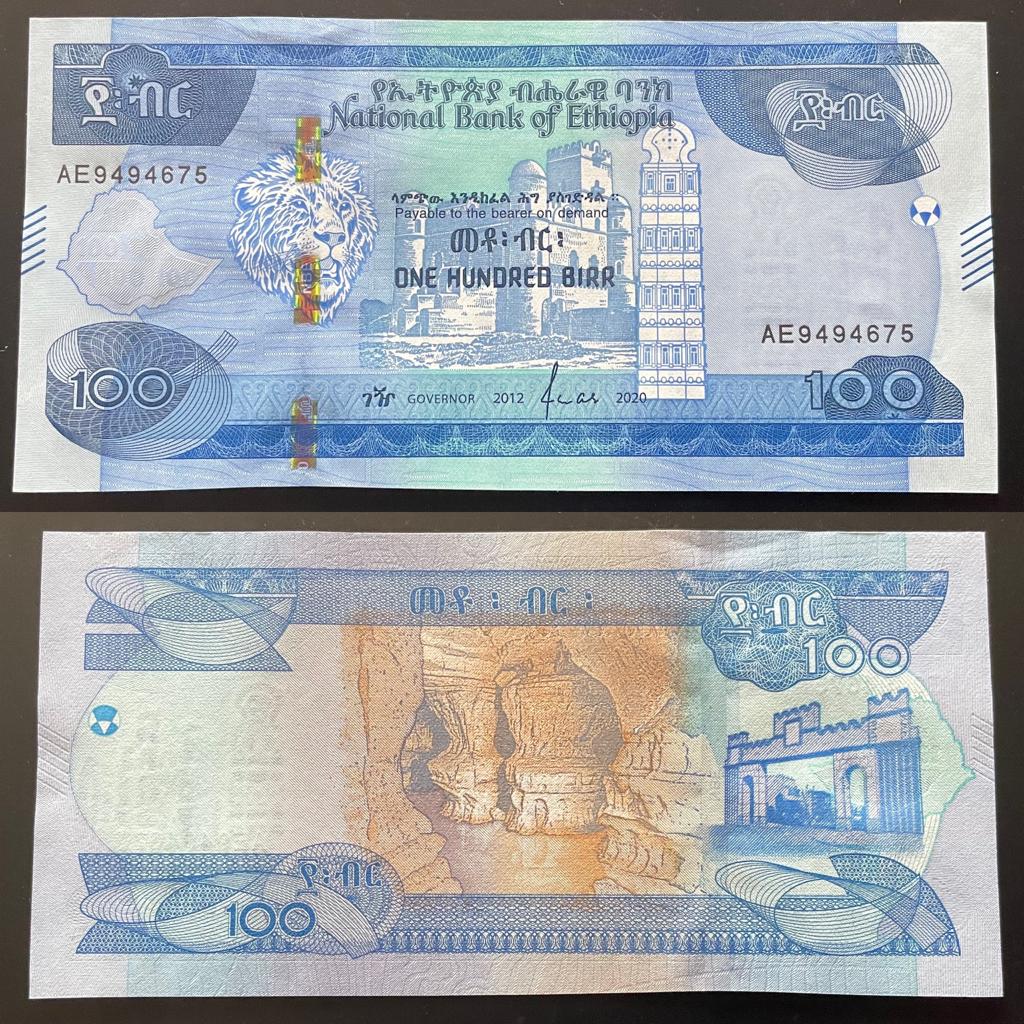 ፻፡ብር
፻፡ብር
የኢትዮጵያ ብሔራዊ ባንክ
National Bank of Ethiopia
AE9494675
ላምጭው እንዲከፈል ሕግ ያስገድዳል ።
Payable to the bearer on demand
መቶ፡ ብር፡
ONE HUNDRED BIRR
AE9494675
100
ገዥ GOVERNOR 2012 2020
100
መቶ ፡ ብር ፡
፻፡ብር
100
፻፡ብር
100